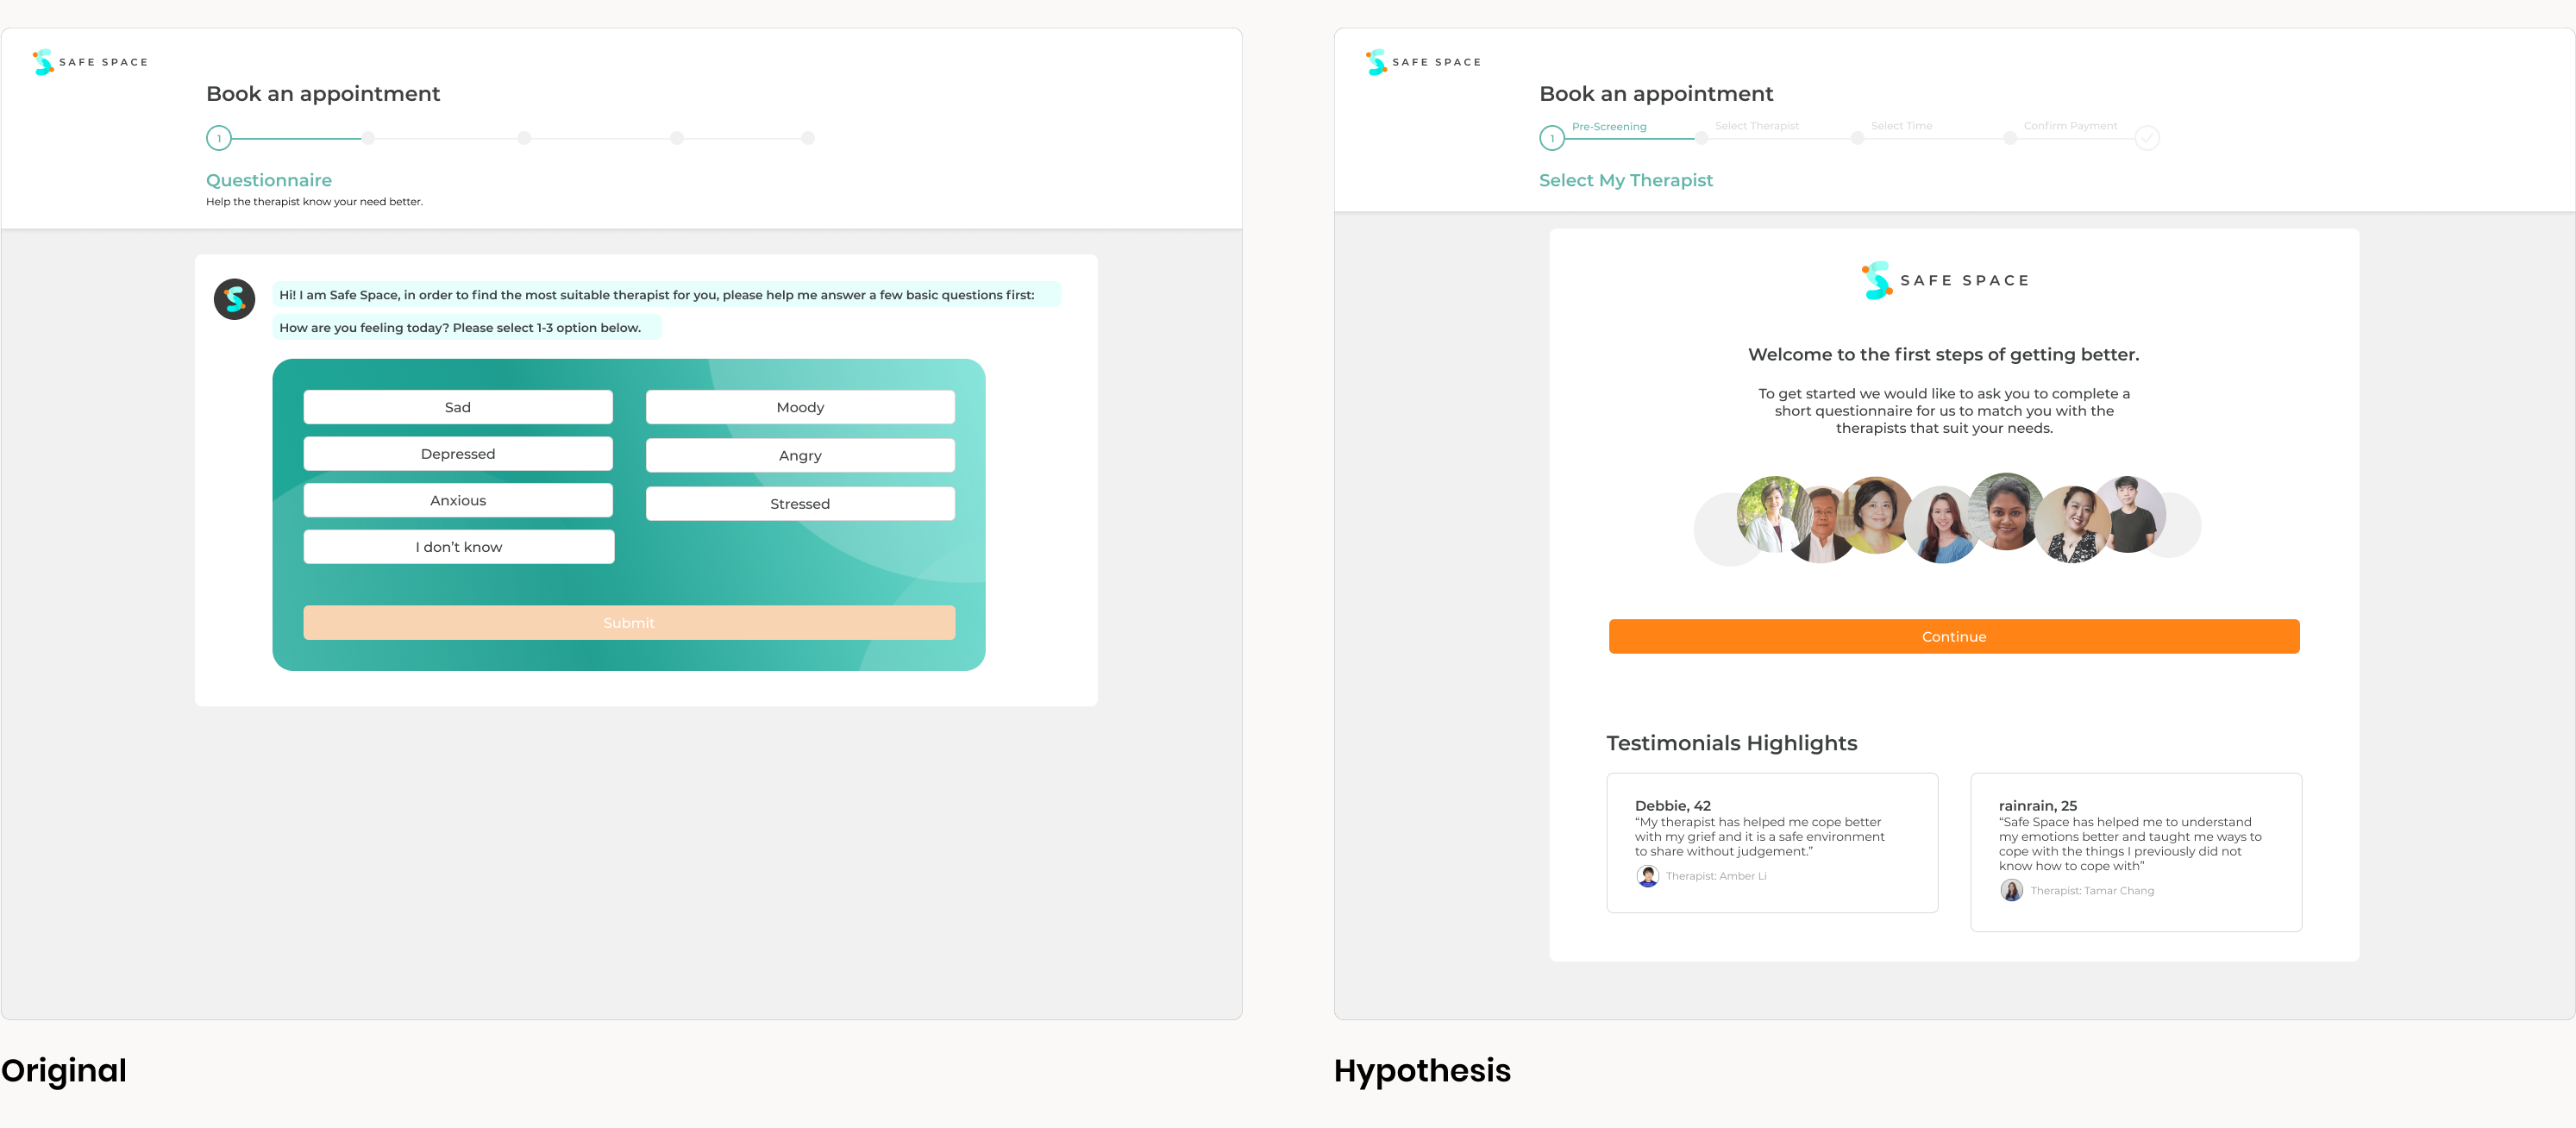 SAFE SPACE
Book an appointment
1
Questionnaire
Help the therapist know your need better.
Hi! I am Safe Space, in order to find the most suitable therapist for you, please help me answer a few basic questions first:
How are you feeling today? Please select 1-3 option below.
Sad
Moody
Depressed
Angry
Anxious
Stressed
I don’t know
Submit
Original
SAFE SPACE
Book an appointment
1
Pre-Screening
Select Therapist
Select Time
Confirm Payment
Select My Therapist
SAFE SPACE
Welcome to the first steps of getting better.
To get started we would like to ask you to complete a
short questionnaire for us to match you with the
therapists that suit your needs.
Continue
Testimonials Highlights
Debbie, 42
“My therapist has helped me cope better
with my grief and it is a safe environment
to share without judgement.”
Therapist: Amber Li
rainrain, 25
“Safe Space has helped me to understand
my emotions better and taught me ways to
cope with the things I previously did not
know how to cope with”
Therapist: Tamar Chang
Hypothesis